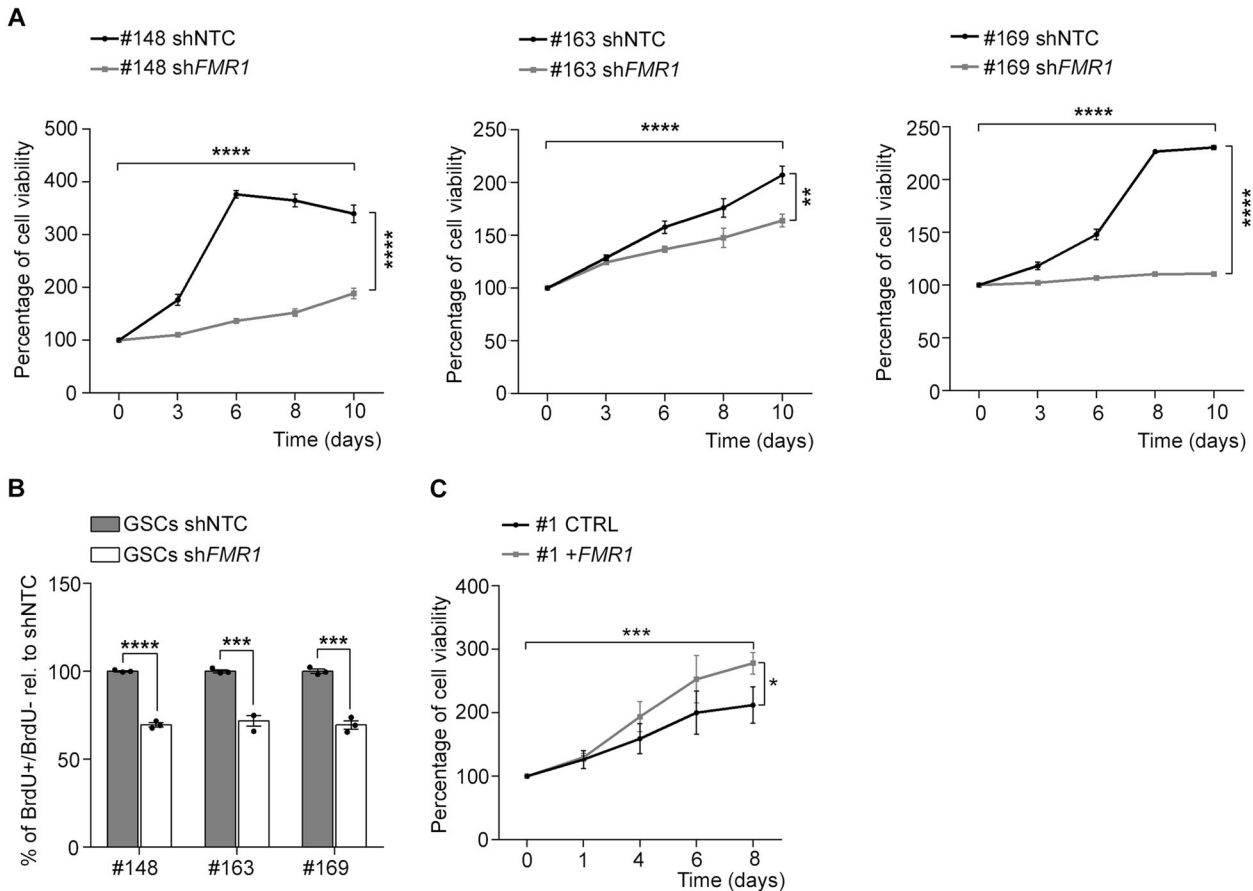 A
#148 shNTC
#148 shFMR1
Percentage of cell viability
500
400
300
200
100
0
****
****
0 3 6 8 10
Time (days)
#163 shNTC
#163 shFMR1
Percentage of cell viability
250
200
150
100
50
0
****
**
0 3 6 8 10
Time (days)
#169 shNTC
#169 shFMR1
Percentage of cell viability
250
200
150
100
50
0
****
****
0 3 6 8 10
Time (days)
B
GSCs shNTC
GSCs shFMR1
% of BrdU+/BrdU- rel. to shNTC
150
100
50
0
**** *** ***
#148 #163 #169
C
#1 CTRL
#1 +FMR1
Percentage of cell viability
400
300
200
100
0
***
*
0 1 4 6 8
Time (days)